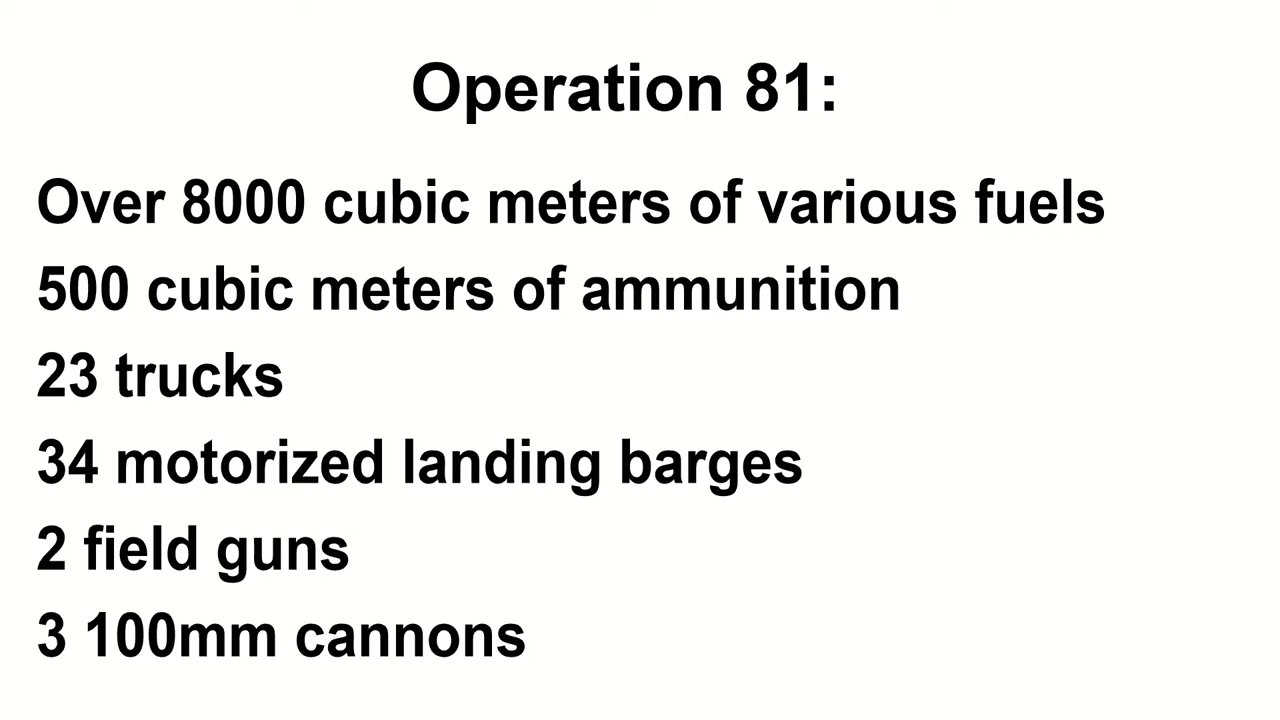 Operation 81:
Over 8000 cubic meters of various fuels
500 cubic meters of ammunition
23 trucks
34 motorized landing barges
2 field guns
3 100mm cannons